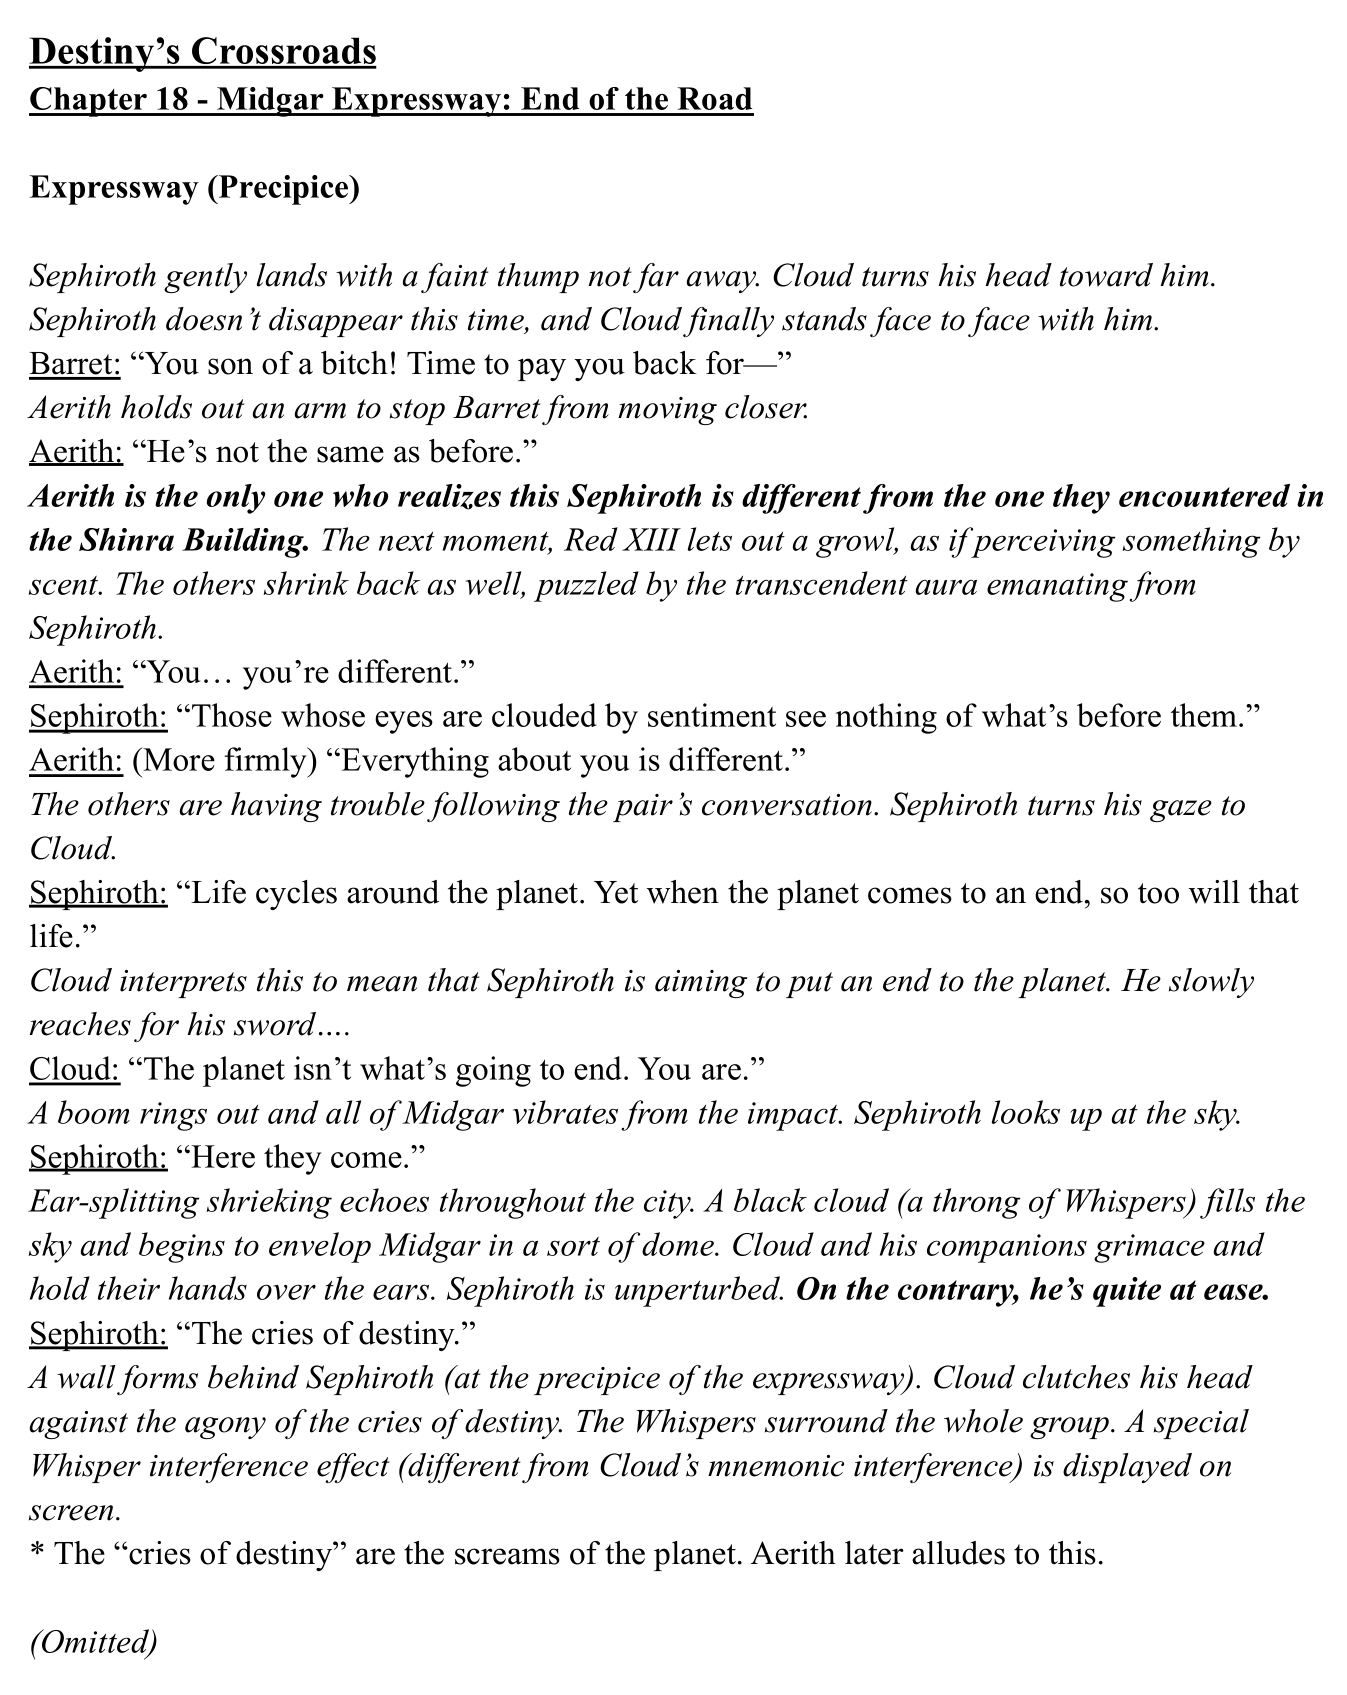 Destiny’s Crossroads
Chapter 18 - Midgar Expressway: End of the Road
Expressway (Precipice)
Sephiroth gently lands with a faint thump not far away. Cloud turns his head toward him.
Sephiroth doesn’t disappear this time, and Cloud finally stands face to face with him.
Barret: “You son of a bitch! Time to pay you back for—”
Aerith holds out an arm to stop Barret from moving closer.
Aerith: “He’s not the same as before.”
Aerith is the only one who realizes this Sephiroth is different from the one they encountered in
the Shinra Building. The next moment, Red XIII lets out a growl, as if perceiving something by
scent. The others shrink back as well, puzzled by the transcendent aura emanating from
Sephiroth.
Aerith: “You… you’re different.”
Sephiroth: “Those whose eyes are clouded by sentiment see nothing of what’s before them.”
Aerith: (More firmly) “Everything about you is different.”
The others are having trouble following the pair’s conversation. Sephiroth turns his gaze to
Cloud.
Sephiroth: “Life cycles around the planet. Yet when the planet comes to an end, so too will that
life.”
Cloud interprets this to mean that Sephiroth is aiming to put an end to the planet. He slowly
reaches for his sword….
Cloud: “The planet isn’t what’s going to end. You are.”
A boom rings out and all of Midgar vibrates from the impact. Sephiroth looks up at the sky.
Sephiroth: “Here they come.”
Ear-splitting shrieking echoes throughout the city. A black cloud (a throng of Whispers) fills the
sky and begins to envelop Midgar in a sort of dome. Cloud and his companions grimace and
hold their hands over the ears. Sephiroth is unperturbed. On the contrary, he’s quite at ease.
Sephiroth: “The cries of destiny.”
A wall forms behind Sephiroth (at the precipice of the expressway). Cloud clutches his head
against the agony of the cries of destiny. The Whispers surround the whole group. A special
Whisper interference effect (different from Cloud’s mnemonic interference) is displayed on
screen.
* The “cries of destiny” are the screams of the planet. Aerith later alludes to this.
(Omitted)